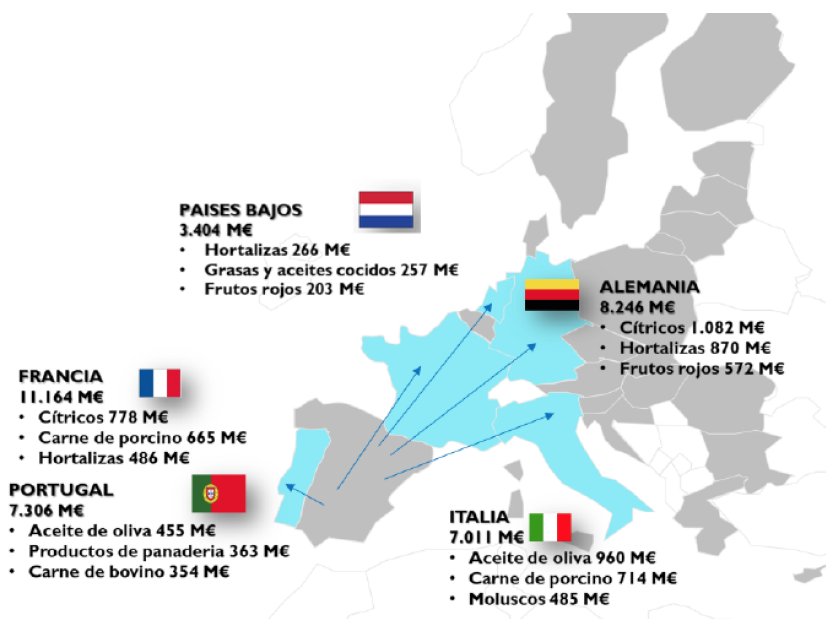 PAISES BAJOS
3.404 M€
• Hortalizas 266 M€
• Grasas y aceites cocidos 257 M€
• Frutos rojos 203 M€
ALEMANIA
8.246 M€
• Cítricos 1.082 M€
• Hortalizas 870 M€
• Frutos rojos 572 M€
FRANCIA
11.164 M€
• Cítricos 778 M€
• Carne de porcino 665 M€
• Hortalizas 486 M€
PORTUGAL
7.306 M€
• Aceite de oliva 455 M€
• Productos de panaderia 363 M€
• Carne de bovino 354 M€
ITALIA
7.011 M€
• Aceite de oliva 960 M€
• Carne de porcino 714 M€
• Moluscos 485 M€